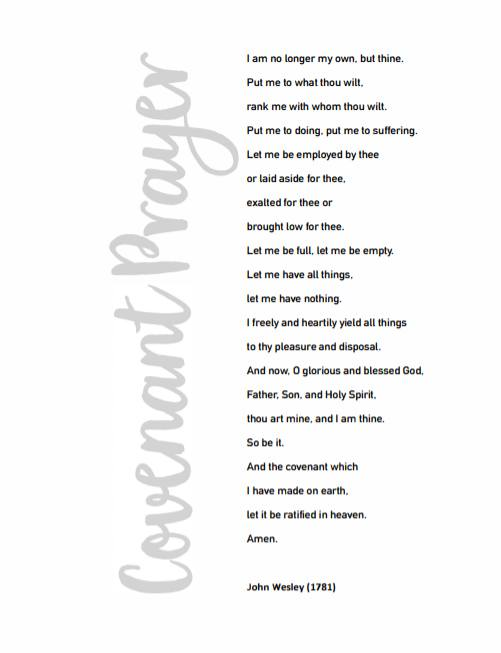 Covenant Prayer
I am no longer my own, but thine.
Put me to what thou wilt,
rank me with whom thou wilt.
Put me to doing, put me to suffering.
Let me be employed by thee
or laid aside for thee,
exalted for thee or
brought low for thee.
Let me be full, let me be empty.
Let me have all things,
let me have nothing.
I freely and heartily yield all things
to thy pleasure and disposal.
And now, O glorious and blessed God,
Father, Son, and Holy Spirit,
thou art mine, and I am thine.
So be it.
And the covenant which
I have made on earth,
let it be ratified in heaven.
Amen.
John Wesley (1781)